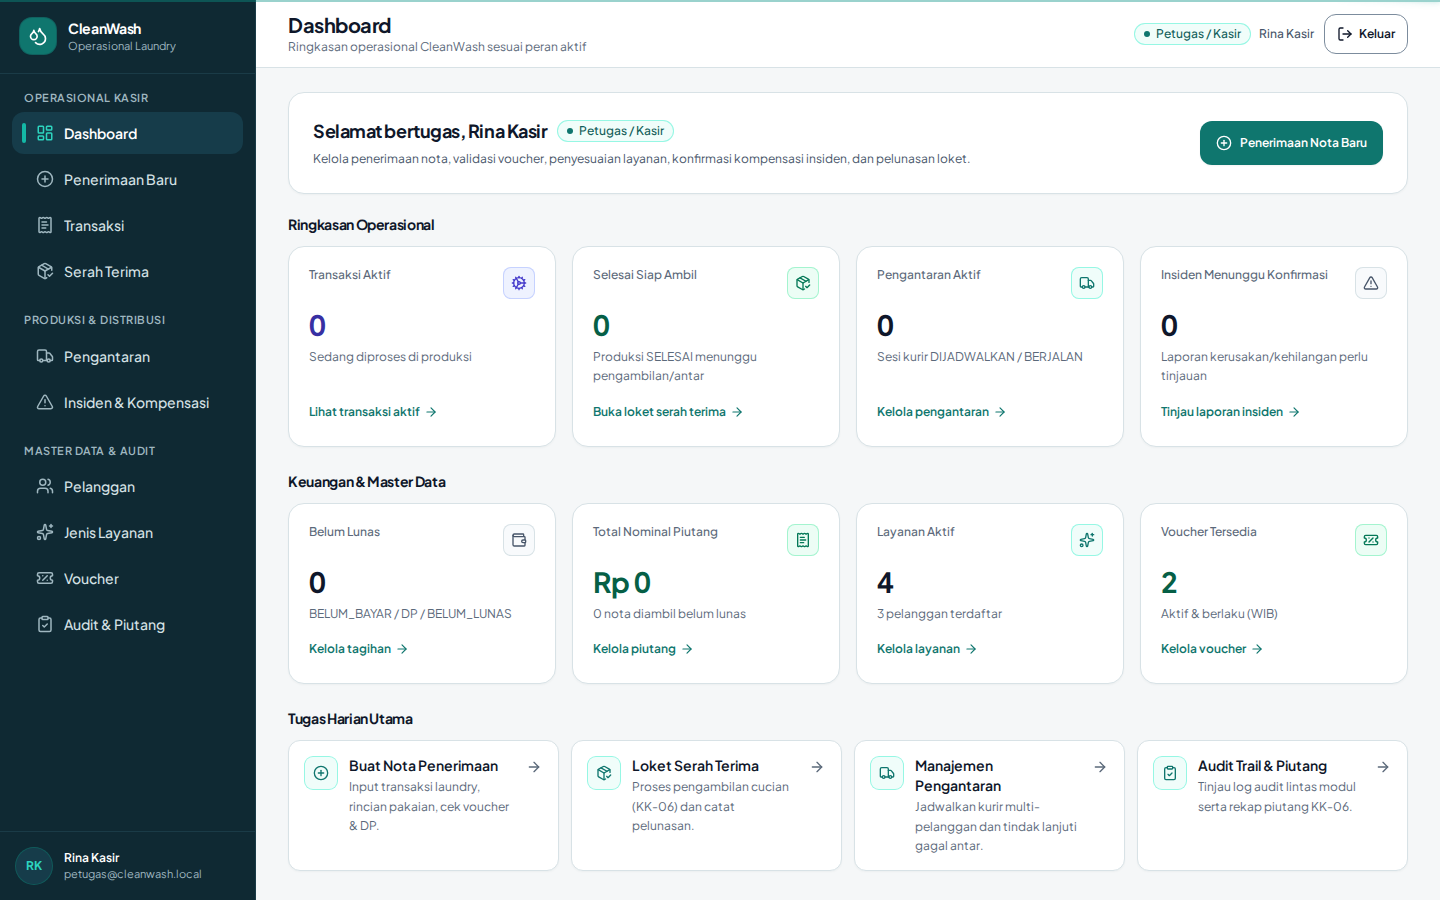 CleanWash
Operasional Laundry
OPERASIONAL KASIR
Dashboard
Penerimaan Baru
Transaksi
Serah Terima
PRODUKSI & DISTRIBUSI
Pengantaran
Insiden & Kompensasi
MASTER DATA & AUDIT
Pelanggan
Jenis Layanan
Voucher
Audit & Piutang
RK
Rina Kasir
petugas@cleanwash.local
Dashboard
Ringkasan operasional CleanWash sesuai peran aktif
Petugas / Kasir
Rina Kasir
Keluar
Selamat bertugas, Rina Kasir
Petugas / Kasir
Kelola penerimaan nota, validasi voucher, penyesuaian layanan, konfirmasi kompensasi insiden, dan pelunasan loket.
Penerimaan Nota Baru
Ringkasan Operasional
Transaksi Aktif
0
Sedang diproses di produksi
Lihat transaksi aktif →
Selesai Siap Ambil
0
Produksi SELESAI menunggu
pengambilan/antar
Buka loket serah terima →
Pengantaran Aktif
0
Sesi kurir DIJADWALKAN / BERJALAN
Kelola pengantaran →
Insiden Menunggu Konfirmasi
0
Laporan kerusakan/kehilangan perlu
tinjauan
Tinjau laporan insiden →
Keuangan & Master Data
Belum Lunas
0
BELUM_BAYAR / DP / BELUM_LUNAS
Kelola tagihan →
Total Nominal Piutang
Rp 0
0 nota diambil belum lunas
Kelola piutang →
Layanan Aktif
4
3 pelanggan terdaftar
Kelola layanan →
Voucher Tersedia
2
Aktif & berlaku (WIB)
Kelola voucher →
Tugas Harian Utama
Buat Nota Penerimaan
Input transaksi laundry,
rincian pakaian, cek voucher
& DP.
Loket Serah Terima
Proses pengambilan cucian
(KK-06) dan catat
pelunasan.
Manajemen
Pengantaran
Jadwalkan kurir multi-
pelanggan dan tindak lanjuti
gagal antar.
Audit Trail & Piutang
Tinjau log audit lintas modul
serta rekap piutang KK-06.